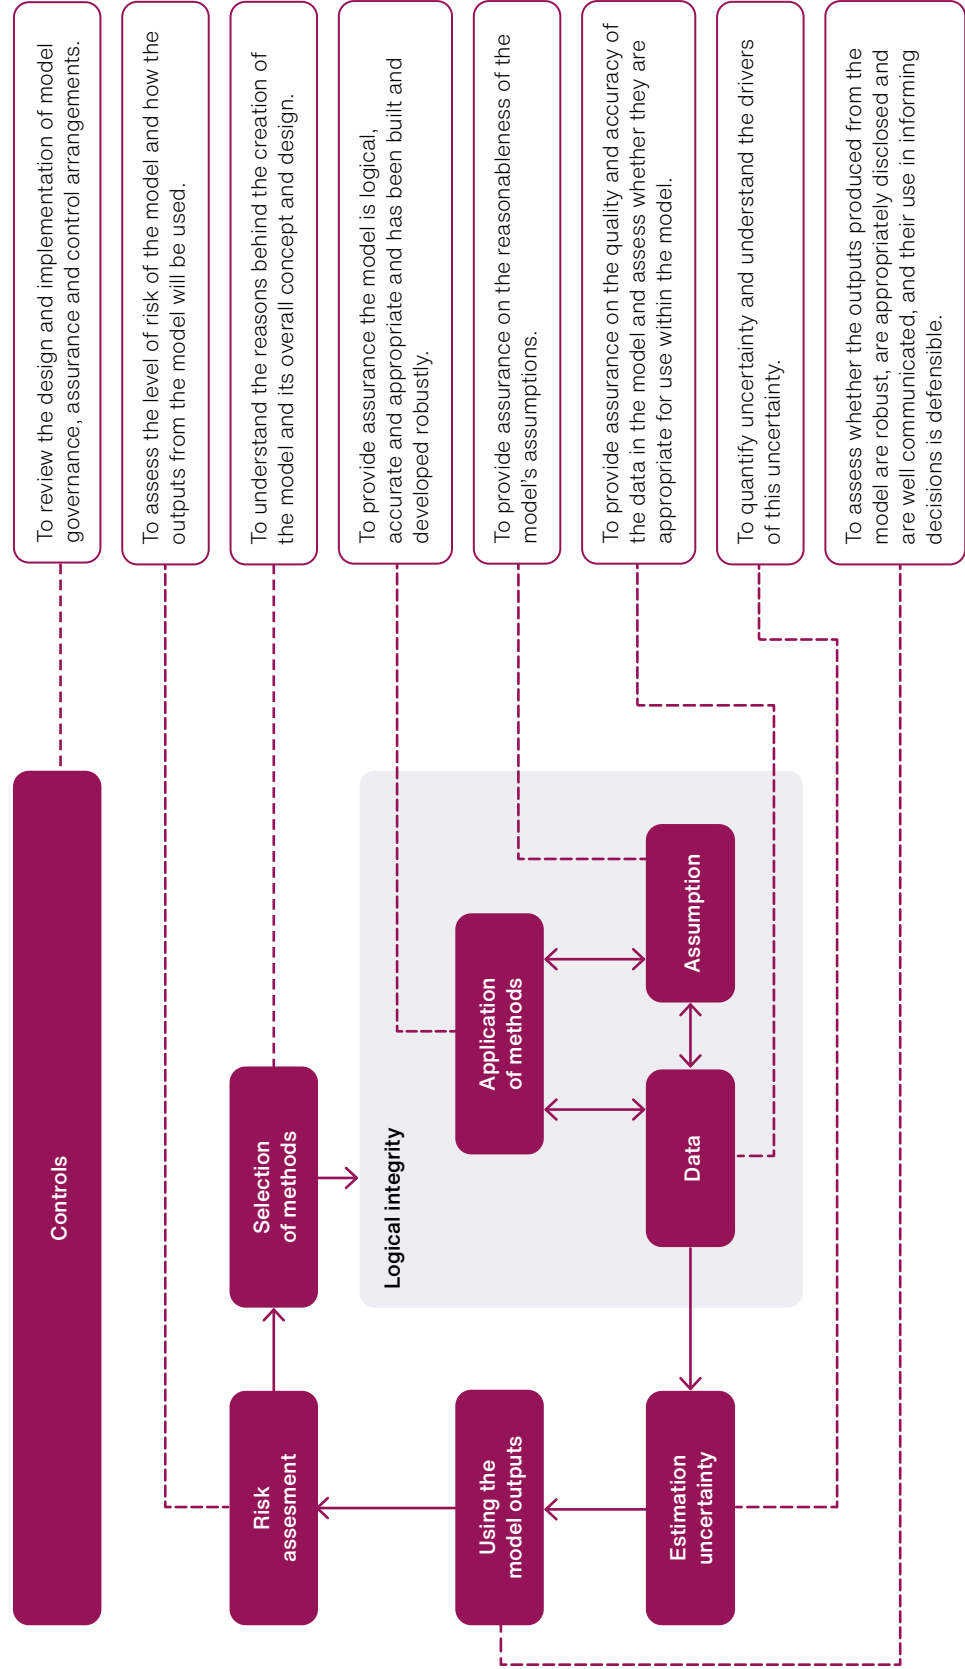 Controls
Risk
assesment
Selection
of methods
Logical integrity
Application
of methods
Using the
model outputs
Estimation
uncertainty
Data
Assumption
To review the design and implementation of model
governance, assurance and control arrangements.
To assess the level of risk of the model and how the
outputs from the model will be used.
To understand the reasons behind the creation of
the model and its overall concept and design.
To provide assurance the model is logical,
accurate and appropriate and has been built and
developed robustly.
To provide assurance on the reasonableness of the
model’s assumptions.
To provide assurance on the quality and accuracy of
the data in the model and assess whether they are
appropriate for use within the model.
To quantify uncertainty and understand the drivers
of this uncertainty.
To assess whether the outputs produced from the
model are robust, are appropriately disclosed and
are well communicated, and their use in informing
decisions is defensible.